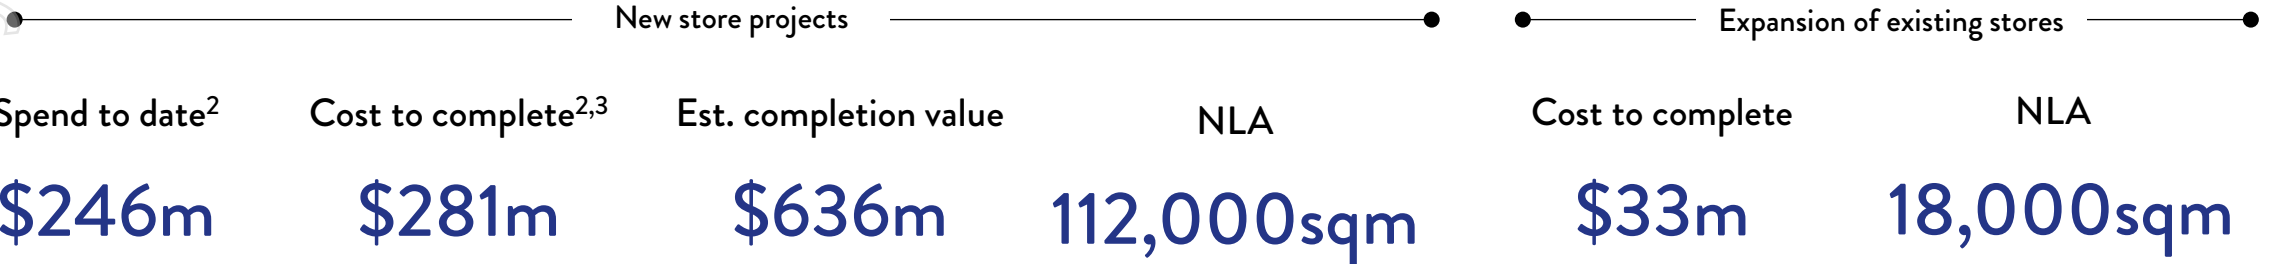 New store projects
Expansion of existing stores
Spend to date2
Cost to complete2,3
Est. completion value
NLA
Cost to complete
NLA
$246m
$281m
$636m
112,000sqm
$33m
18,000sqm